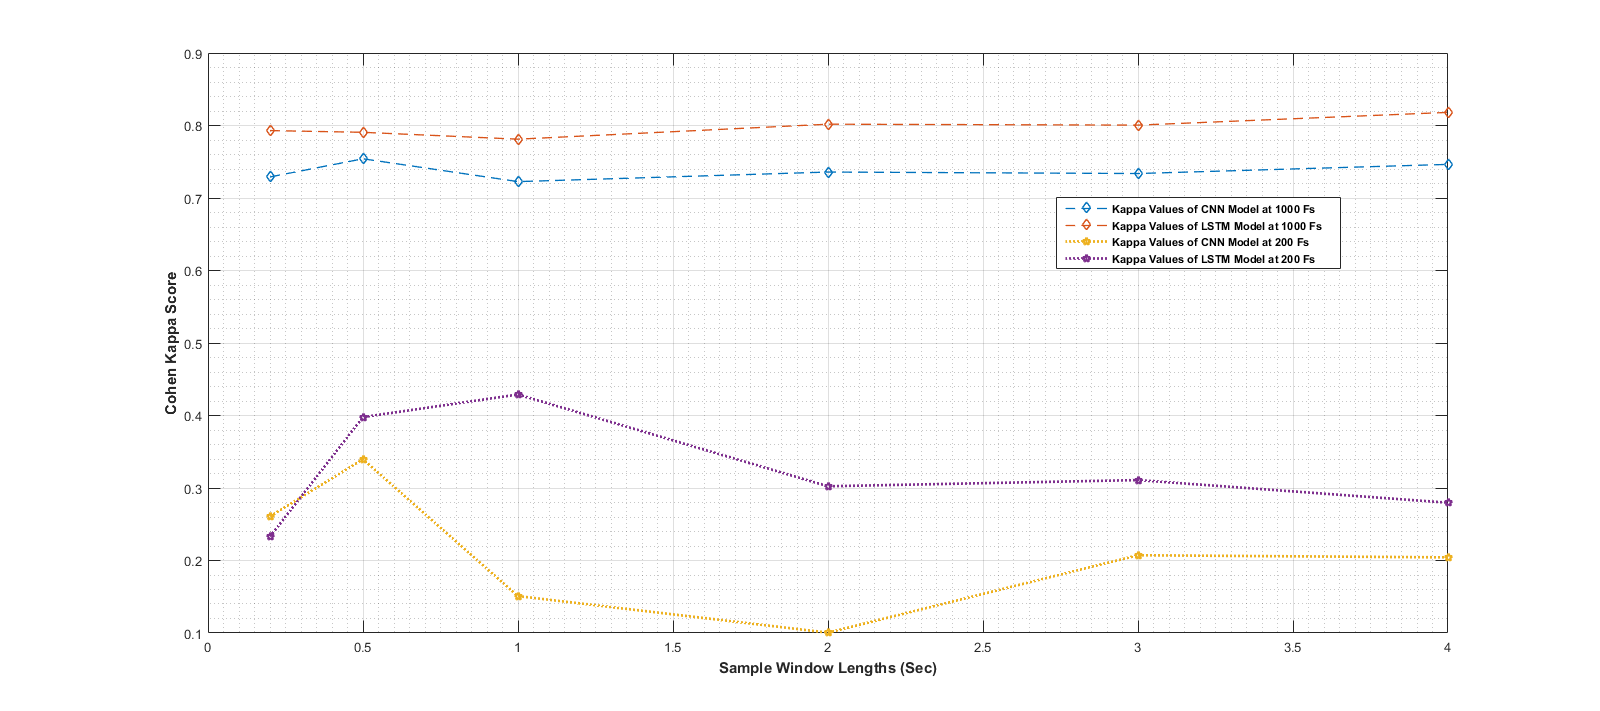 0.9
0.8
0.7
0.6
0.5
0.4
0.3
0.2
0.1
Cohen Kappa Score
Kappa Values of CNN Model at 1000 Fs
Kappa Values of LSTM Model at 1000 Fs
Kappa Values of CNN Model at 200 Fs
Kappa Values of LSTM Model at 200 Fs
0 0.5 1 1.5 2 2.5 3 3.5 4
Sample Window Lengths (Sec)